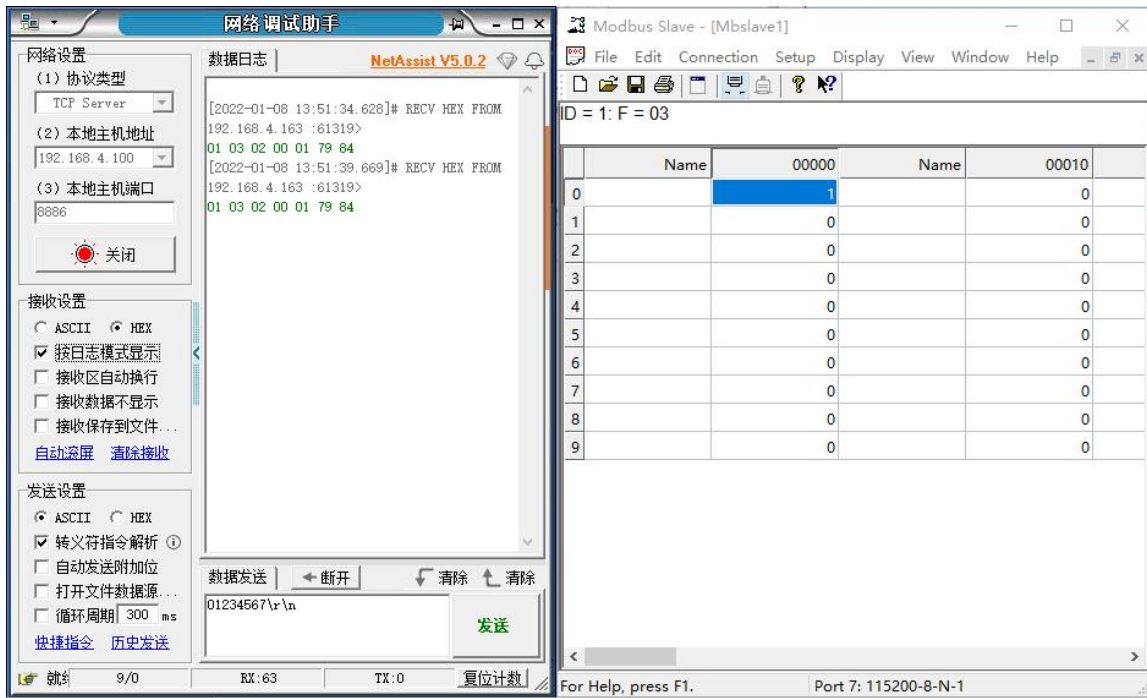 网络调试助手
网络设置
(1) 协议类型
TCP Server
(2) 本地主机地址
192.168.4.100
(3) 本地主机端口
8886
关闭
接收设置
ASCII HEX
按日志模式显示
接收区自动换行
接收数据不显示
接收保存到文件...
自动滚屏 清除接收
发送设置
ASCII HEX
转义符指令解析
自动发送附加位
打开文件数据源...
循环周期 300 ms
快捷指令 历史发送
数据日志 NetAssist V5.0.2
[2022-01-08 13:51:34.628]# RECV HEX FROM
192.168.4.163 :61319>
01 03 02 00 01 79 84
[2022-01-08 13:51:39.669]# RECV HEX FROM
192.168.4.163 :61319>
01 03 02 00 01 79 84
数据发送 断开 清除 清除
01234567\r\n
发送
9/0 RX:63 TX:0 复位计数
Modbus Slave - [Mbslave1]
File Edit Connection Setup Display View Window Help
ID = 1: F = 03
Name 00000 Name 00010
0 1 0
1 0 0
2 0 0
3 0 0
4 0 0
5 0 0
6 0 0
7 0 0
8 0 0
9 0 0
For Help, press F1. Port 7: 115200-8-N-1